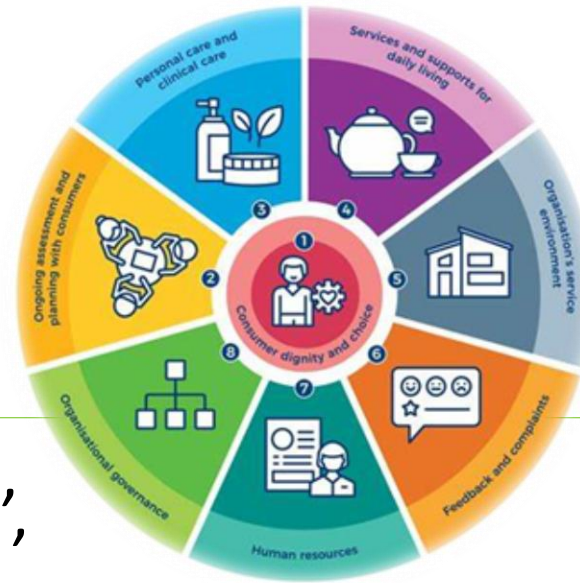 Personal care and
clinical care
Services and supports for
daily living
Ongoing assessment and
planning with consumers
Organisation's service
environment
3
4
1
2
5
Consumer dignity and choice
8
6
7
Organisational governance
Feedback and complaints
Human resources
,
,